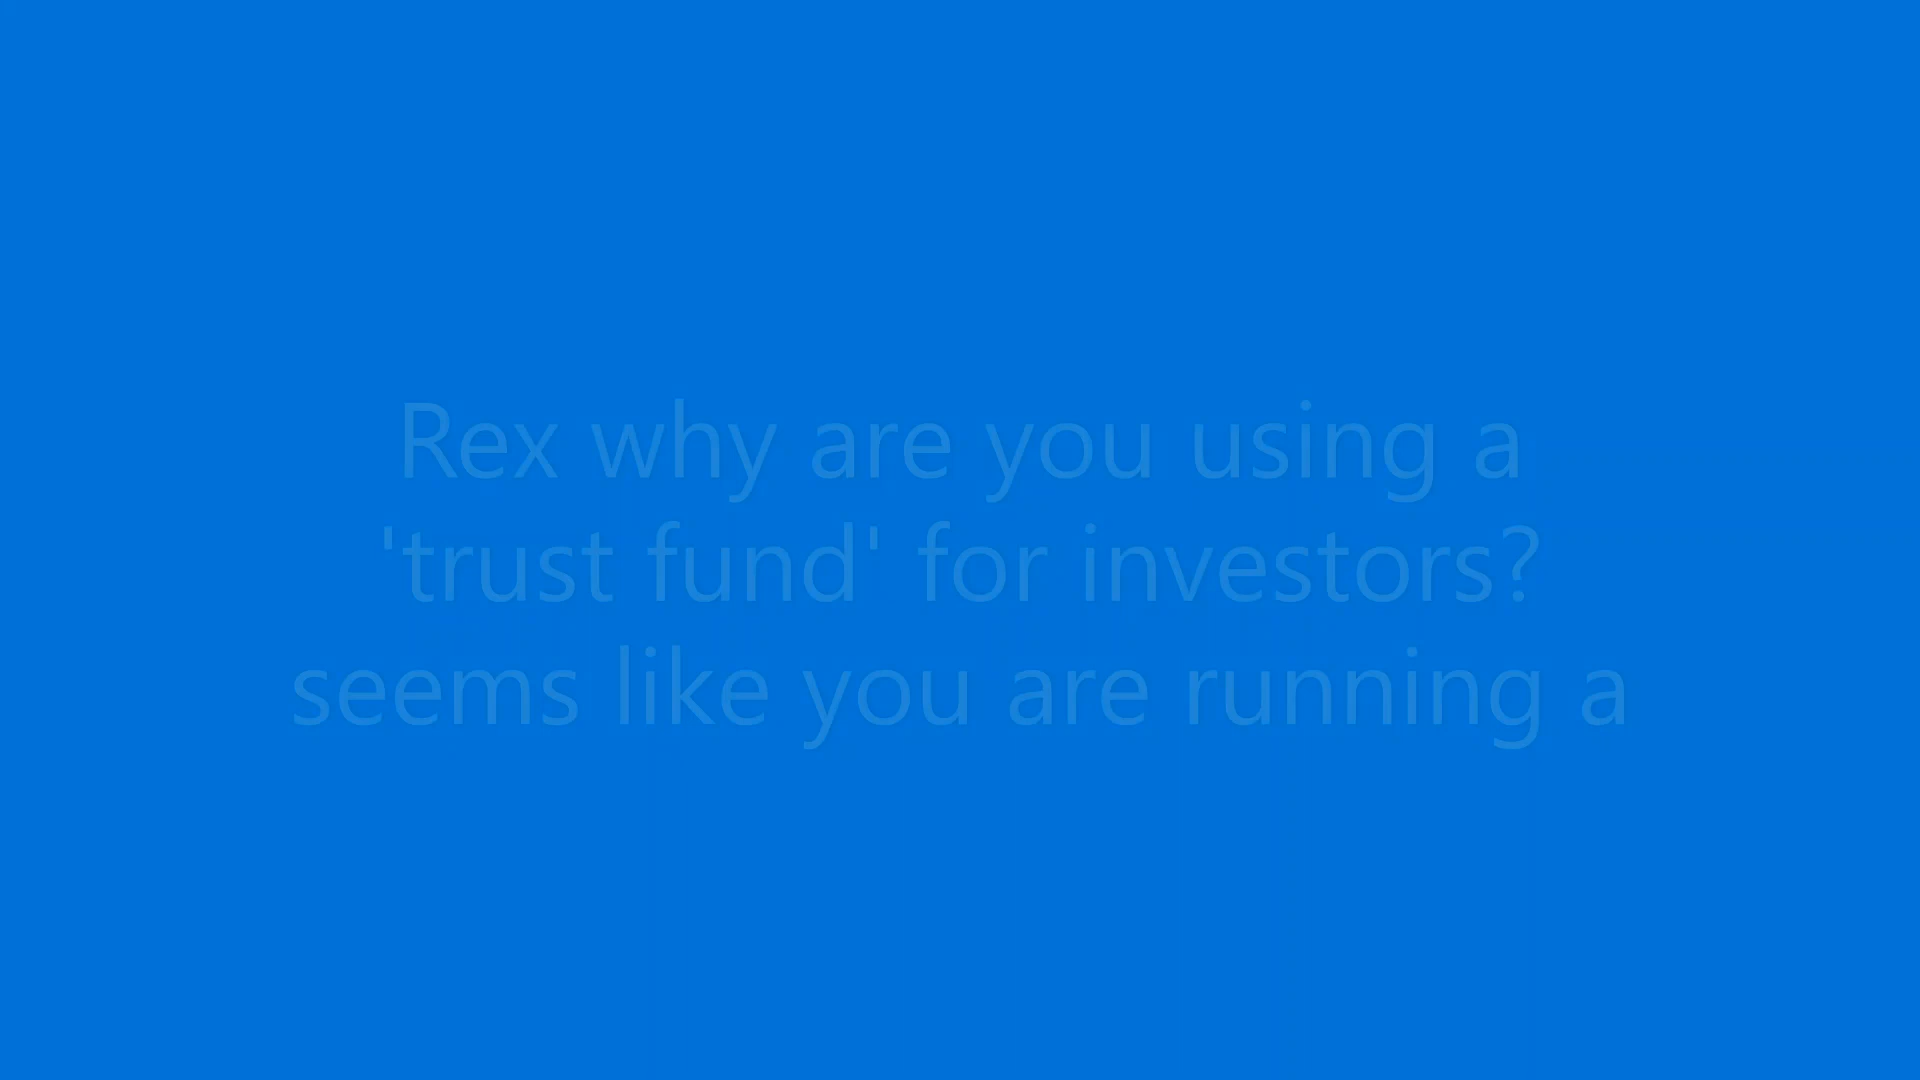 Rex why are you using a
'trust fund' for investors?
seems like you are running a